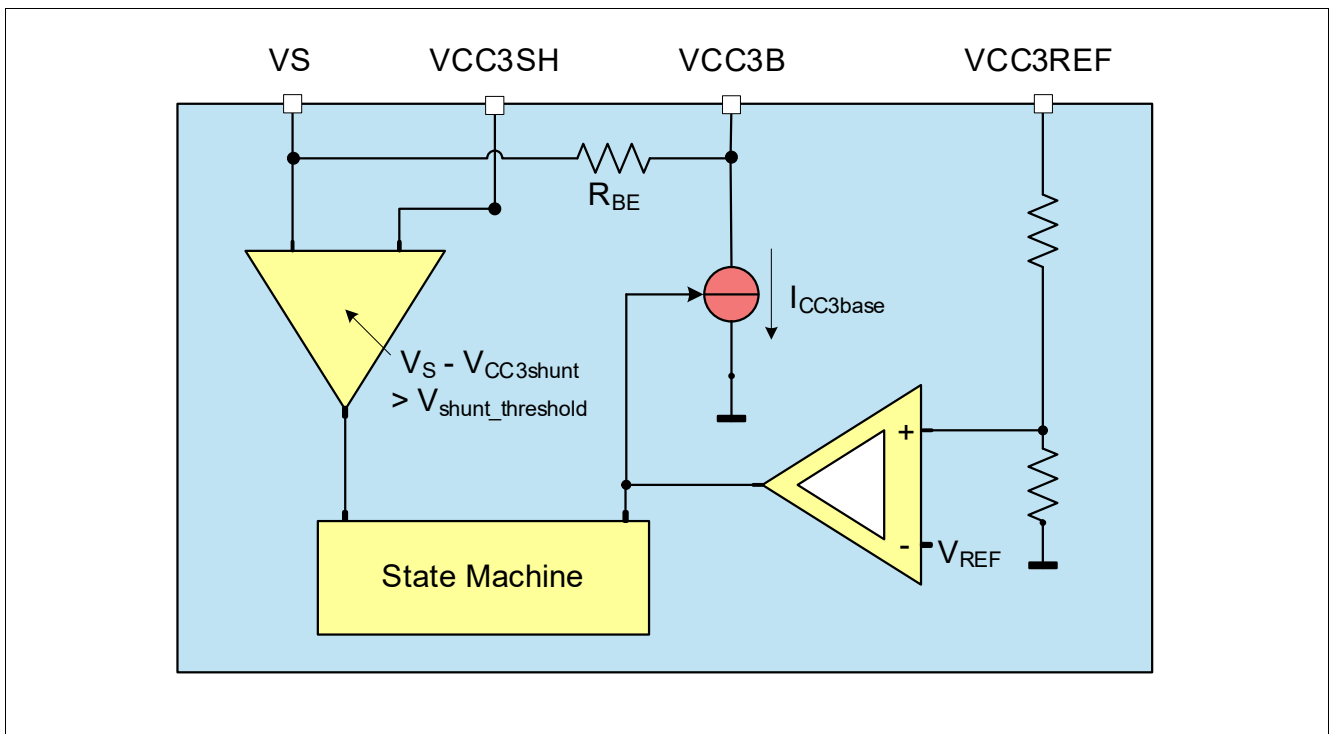 VS VCC3SH VCC3B VCC3REF
RBE
ICC3base
VS - VCC3shunt
> Vshunt_threshold
+
- VREF
State Machine